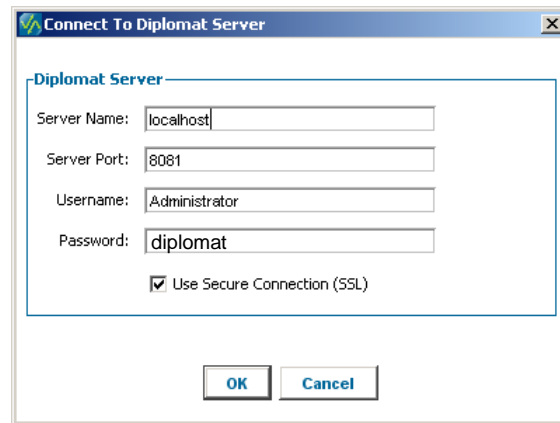 Connect To Diplomat Server
Diplomat Server
Server Name: localhost
Server Port: 8081
Username: Administrator
Password: diplomat
Use Secure Connection (SSL)
OK Cancel